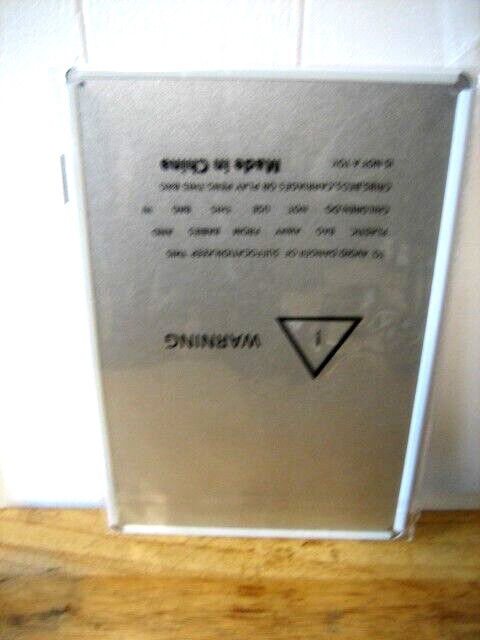 ! WARNING
TO AVOID DANGER OF SUFFOCATION,KEEP THIS
PLASTIC BAG AWAY FROM BABIES AND
CHILDREN.DO NOT USE THIS BAG IN
CRIBS,BEDS,CARRIAGES OR PLAY PENS.THIS BAG
IS NOT A TOY. Made in China